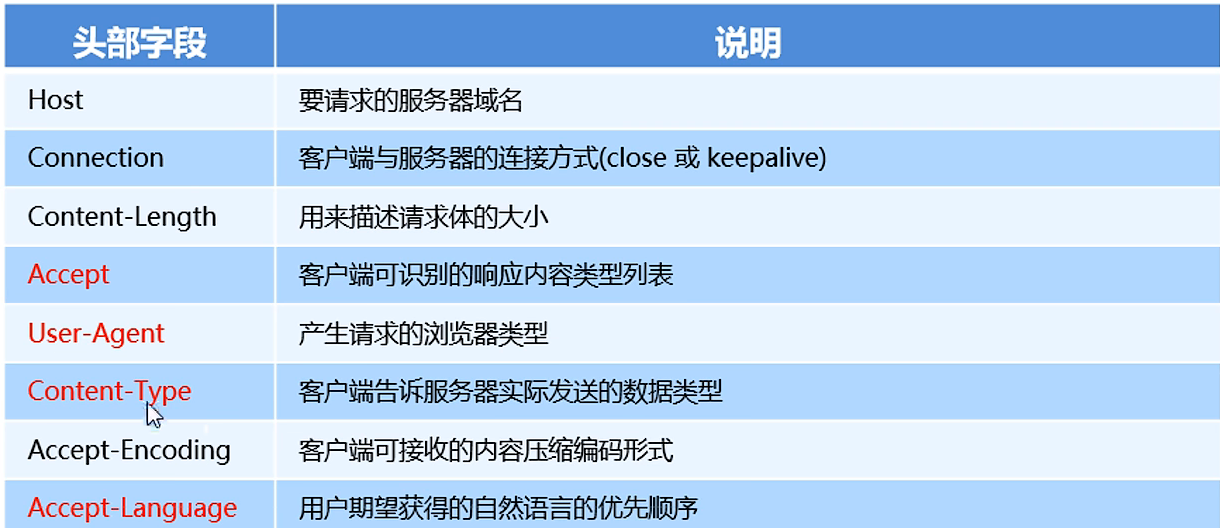 头部字段 说明
Host 要请求的服务器域名
Connection 客户端与服务器的连接方式(close 或 keepalive)
Content-Length 用来描述请求体的大小
Accept 客户端可识别的响应内容类型列表
User-Agent 产生请求的浏览器类型
Content-Type 客户端告诉服务器实际发送的数据类型
Accept-Encoding 客户端可接收的内容压缩编码形式
Accept-Language 用户期望获得的自然语言的优先顺序